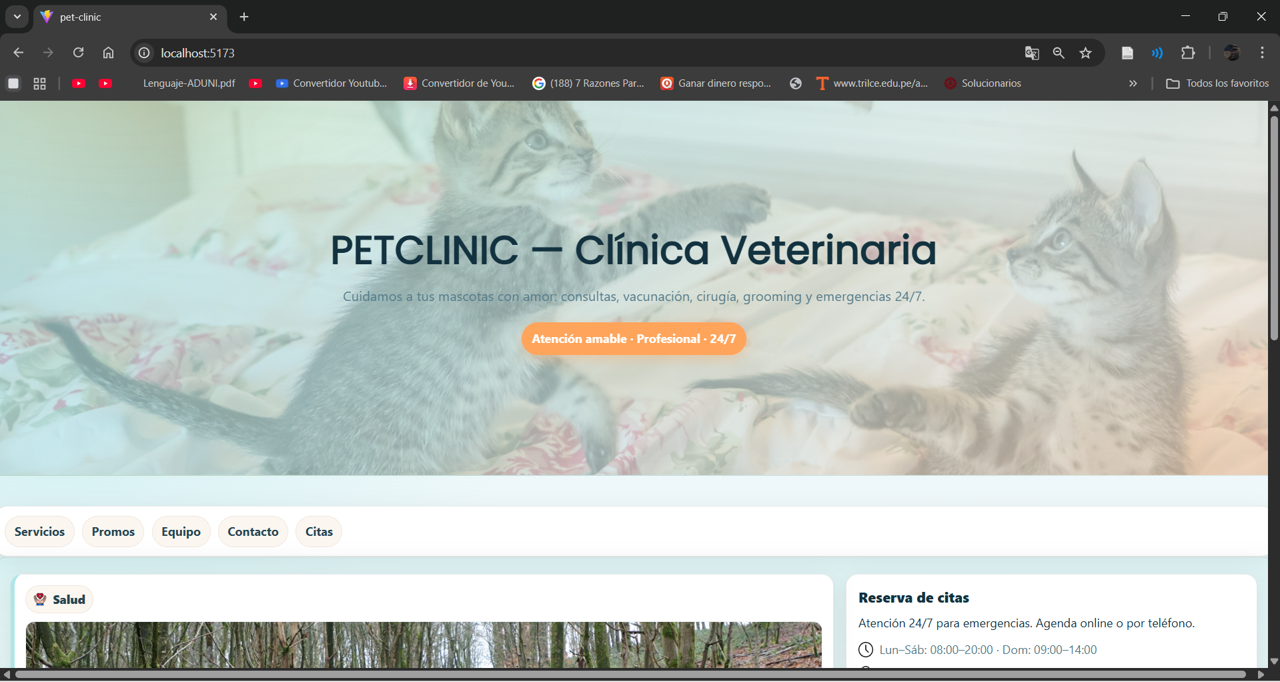 pet-clinic
localhost:5173
Lenguaje-ADUNI.pdf
Convertidor Youtub...
Convertidor de You...
(188) 7 Razones Par...
Ganar dinero respo...
www.trilce.edu.pe/a...
Solucionarios
Todos los favoritos
PETCLINIC — Clínica Veterinaria
Cuidamos a tus mascotas con amor: consultas, vacunación, cirugía, grooming y emergencias 24/7.
Atención amable · Profesional · 24/7
Servicios
Promos
Equipo
Contacto
Citas
Salud
Reserva de citas
Atención 24/7 para emergencias. Agenda online o por teléfono.
Lun–Sáb: 08:00–20:00 · Dom: 09:00–14:00